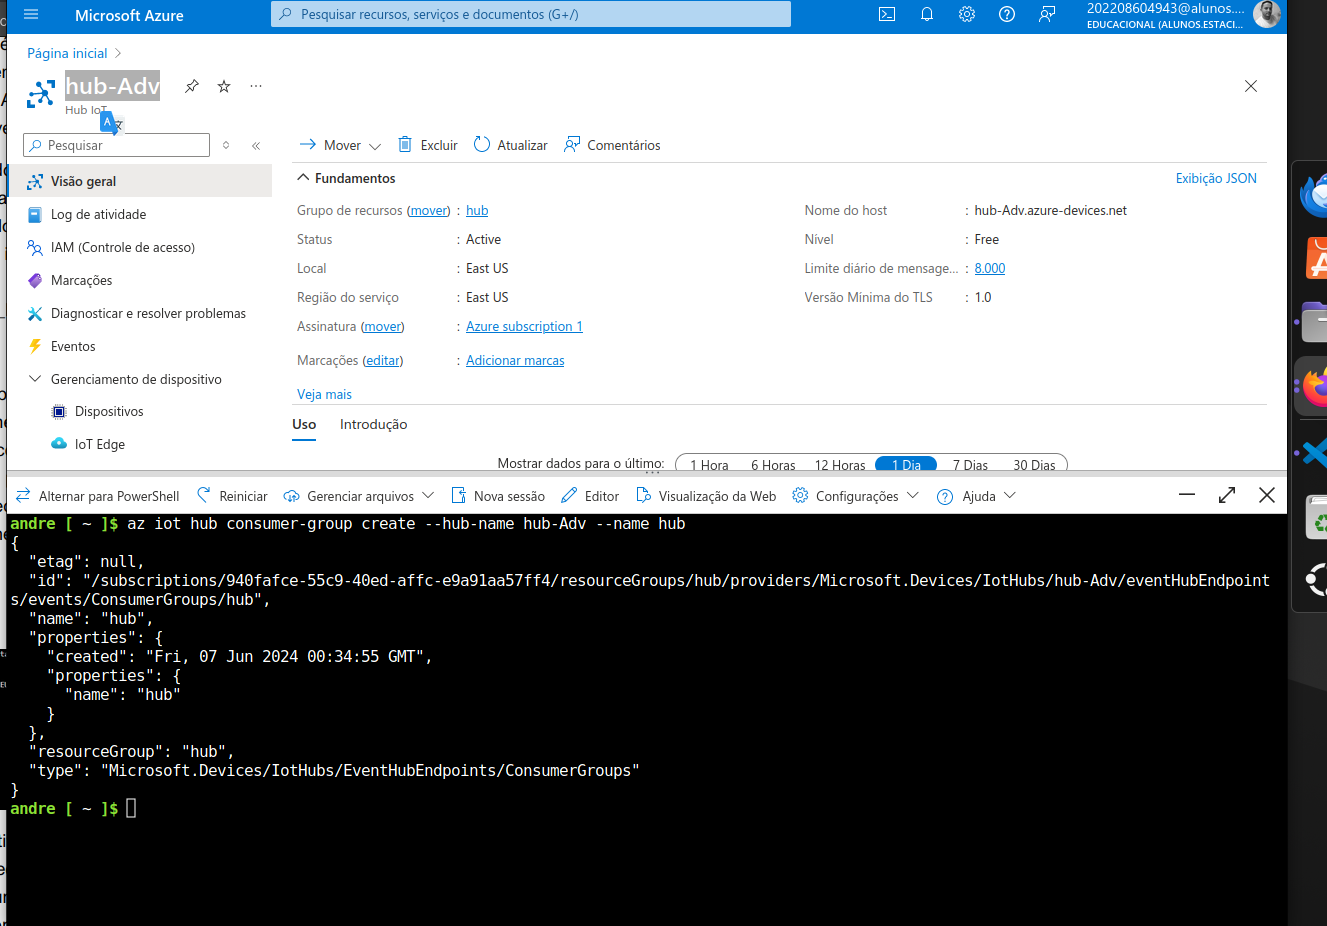 Microsoft Azure
Pesquisar recursos, serviços e documentos (G+/)
202208604943@alunos....
EDUCACIONAL (ALUNOS.ESTACI...
Página inicial
hub-Adv
Hub IoT
Pesquisar
Mover
Excluir
Atualizar
Comentários
Visão geral
Log de atividade
IAM (Controle de acesso)
Marcações
Diagnosticar e resolver problemas
Eventos
Gerenciamento de dispositivo
Dispositivos
IoT Edge
Fundamentos
Exibição JSON
Grupo de recursos (mover) : hub
Status : Active
Local : East US
Região do serviço : East US
Assinatura (mover) : Azure subscription 1
Marcações (editar) : Adicionar marcas
Nome do host : hub-Adv.azure-devices.net
Nível : Free
Limite diário de mensage... : 8.000
Versão Mínima do TLS : 1.0
Veja mais
Uso Introdução
Mostrar dados para o último: 1 Hora 6 Horas 12 Horas 1 Dia 7 Dias 30 Dias
Alternar para PowerShell Reiniciar Gerenciar arquivos Nova sessão Editor Visualização da Web Configurações Ajuda
andre [ ~ ]$ az iot hub consumer-group create --hub-name hub-Adv --name hub
{
"etag": null,
"id": "/subscriptions/940fafce-55c9-40ed-affc-e9a91aa57ff4/resourceGroups/hub/providers/Microsoft.Devices/IotHubs/hub-Adv/eventHubEndpoint
s/events/ConsumerGroups/hub",
"name": "hub",
"properties": {
"created": "Fri, 07 Jun 2024 00:34:55 GMT",
"properties": {
"name": "hub"
}
},
"resourceGroup": "hub",
"type": "Microsoft.Devices/IotHubs/EventHubEndpoints/ConsumerGroups"
}
andre [ ~ ]$